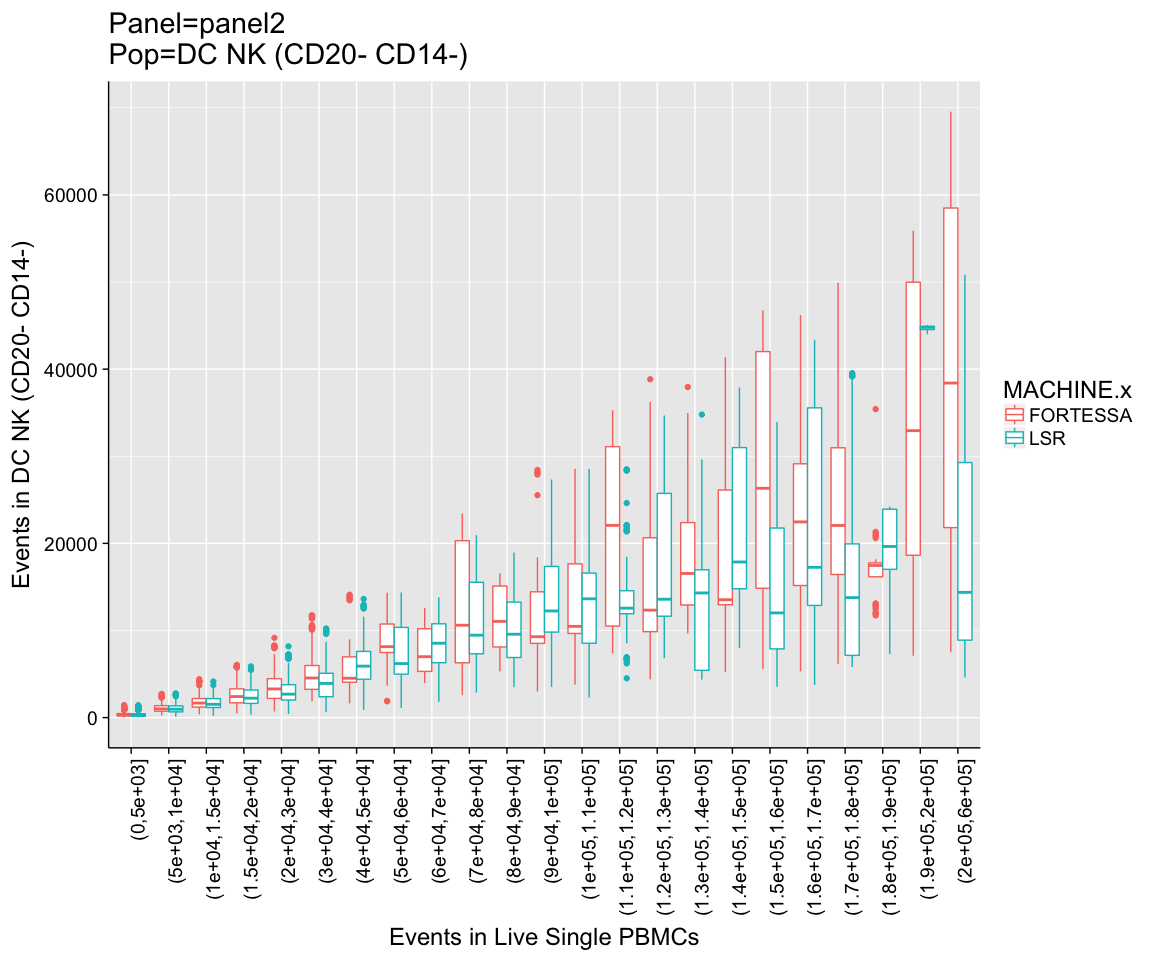 Panel=panel2
Pop=DC NK (CD20- CD14-)
Events in DC NK (CD20- CD14-)
60000
40000
20000
0
(0,5e+03]
(5e+03,1e+04]
(1e+04,1.5e+04]
(1.5e+04,2e+04]
(2e+04,3e+04]
(3e+04,4e+04]
(4e+04,5e+04]
(5e+04,6e+04]
(6e+04,7e+04]
(7e+04,8e+04]
(8e+04,9e+04]
(9e+04,1e+05]
(1e+05,1.1e+05]
(1.1e+05,1.2e+05]
(1.2e+05,1.3e+05]
(1.3e+05,1.4e+05]
(1.4e+05,1.5e+05]
(1.5e+05,1.6e+05]
(1.6e+05,1.7e+05]
(1.7e+05,1.8e+05]
(1.8e+05,1.9e+05]
(1.9e+05,2e+05]
(2e+05,6e+05]
Events in Live Single PBMCs
MACHINE.x
FORTESSA
LSR